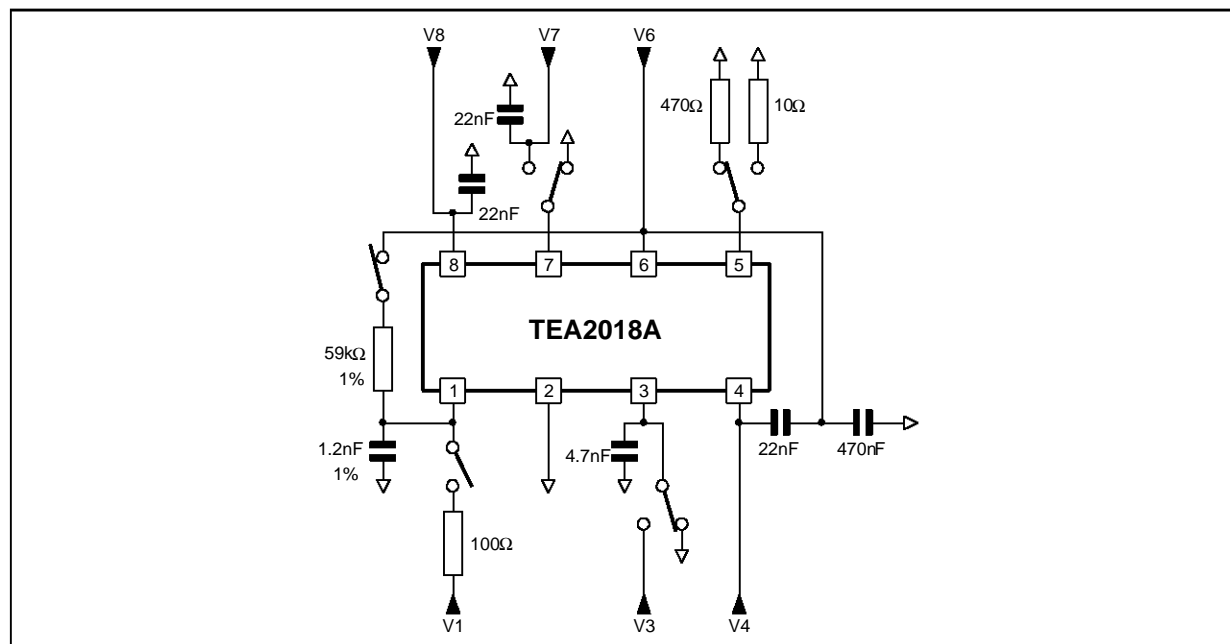 V8 V7 V6
470Ω 10Ω
22nF
22nF
8 7 6 5
TEA2018A
59kΩ
1%
1 2 3 4
1.2nF
1%
4.7nF
22nF 470nF
100Ω
V1 V3 V4